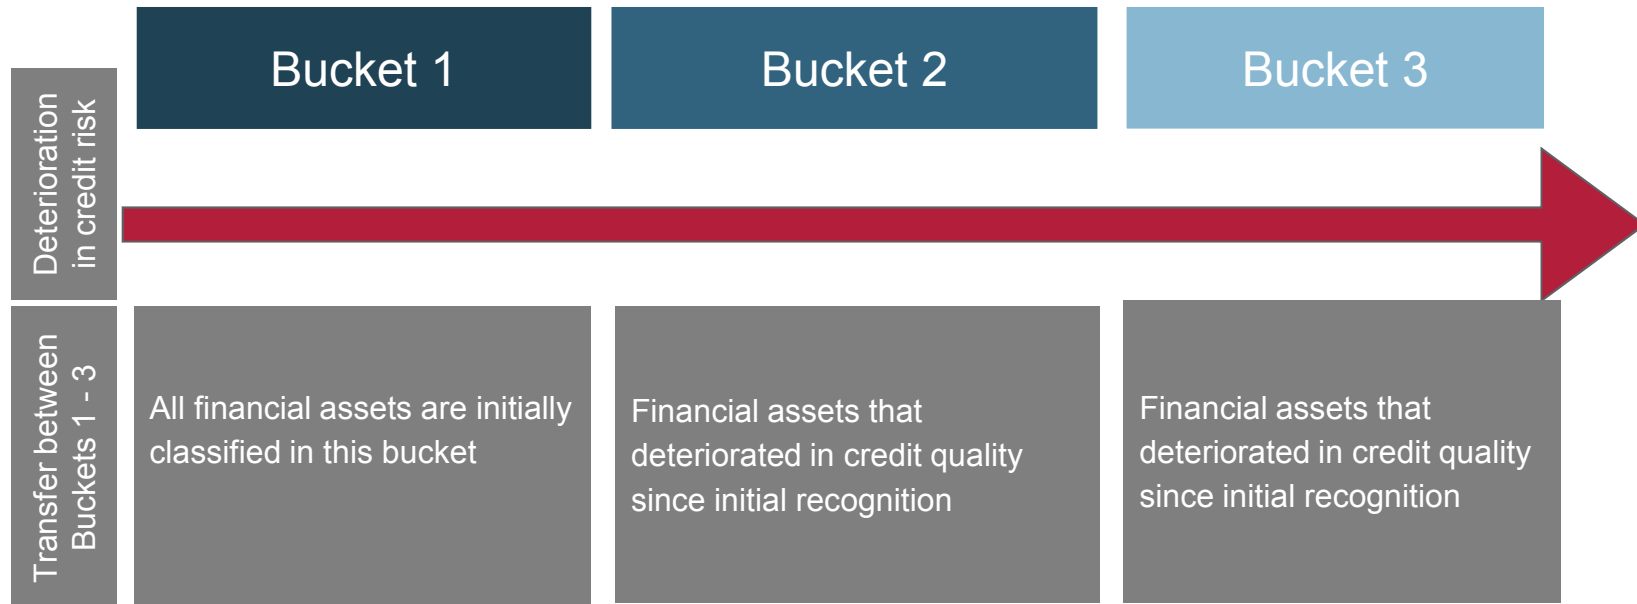 Bucket 1
Bucket 2
Bucket 3
Deterioration
in credit risk
Transfer between
Buckets 1 - 3
All financial assets are initially
classified in this bucket
Financial assets that
deteriorated in credit quality
since initial recognition
Financial assets that
deteriorated in credit quality
since initial recognition